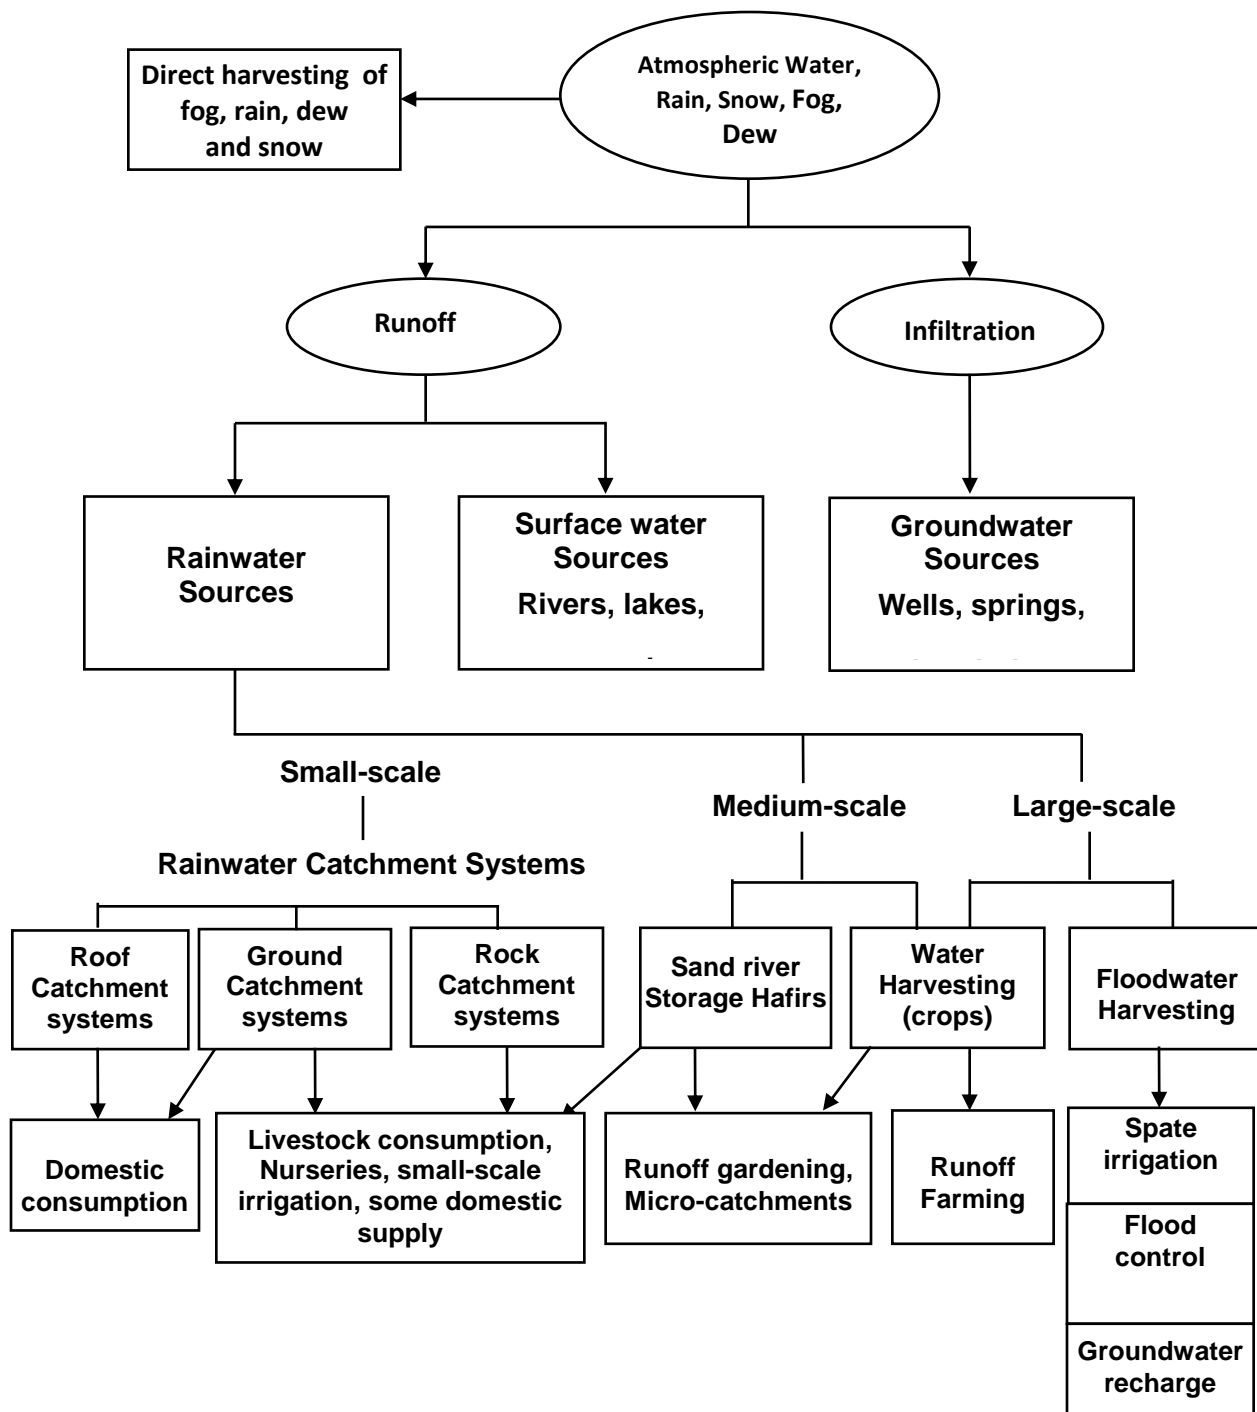 Direct harvesting of
fog, rain, dew
and snow
Atmospheric Water,
Rain, Snow, Fog,
Dew
Runoff
Infiltration
Rainwater
Sources
Surface water
Sources
Rivers, lakes,
Groundwater
Sources
Wells, springs,
Small-scale
Medium-scale
Large-scale
Rainwater Catchment Systems
Roof
Catchment
systems
Ground
Catchment
systems
Rock
Catchment
systems
Sand river
Storage Hafirs
Water
Harvesting
(crops)
Floodwater
Harvesting
Domestic
consumption
Livestock consumption,
Nurseries, small-scale
irrigation, some domestic
supply
Runoff gardening,
Micro-catchments
Runoff
Farming
Spate
irrigation
Flood
control
Groundwater
recharge